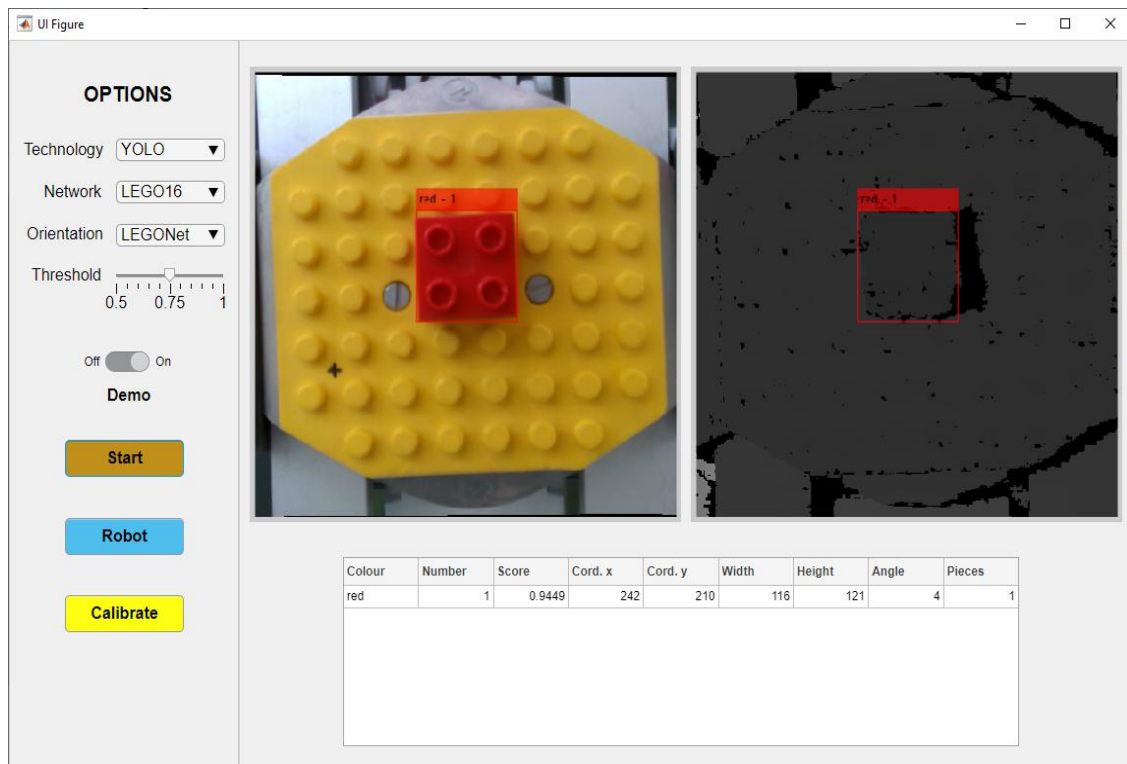 UI Figure
OPTIONS
Technology YOLO
Network LEGO16
Orientation LEGONet
Threshold
0.5 0.75 1
Off On
Demo
Start
Robot
Calibrate
red - 1
red - 1
Colour Number Score Cord. x Cord. y Width Height Angle Pieces
red 1 0.9449 242 210 116 121 4 1